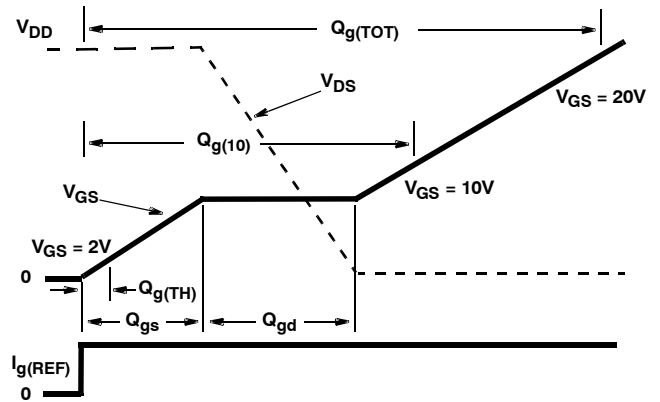 VDD
Qg(TOT)
VDS
VGS = 20V
Qg(10)
VGS
VGS = 10V
VGS = 2V
0
Qg(TH)
Qgs
Qgd
Ig(REF)
0